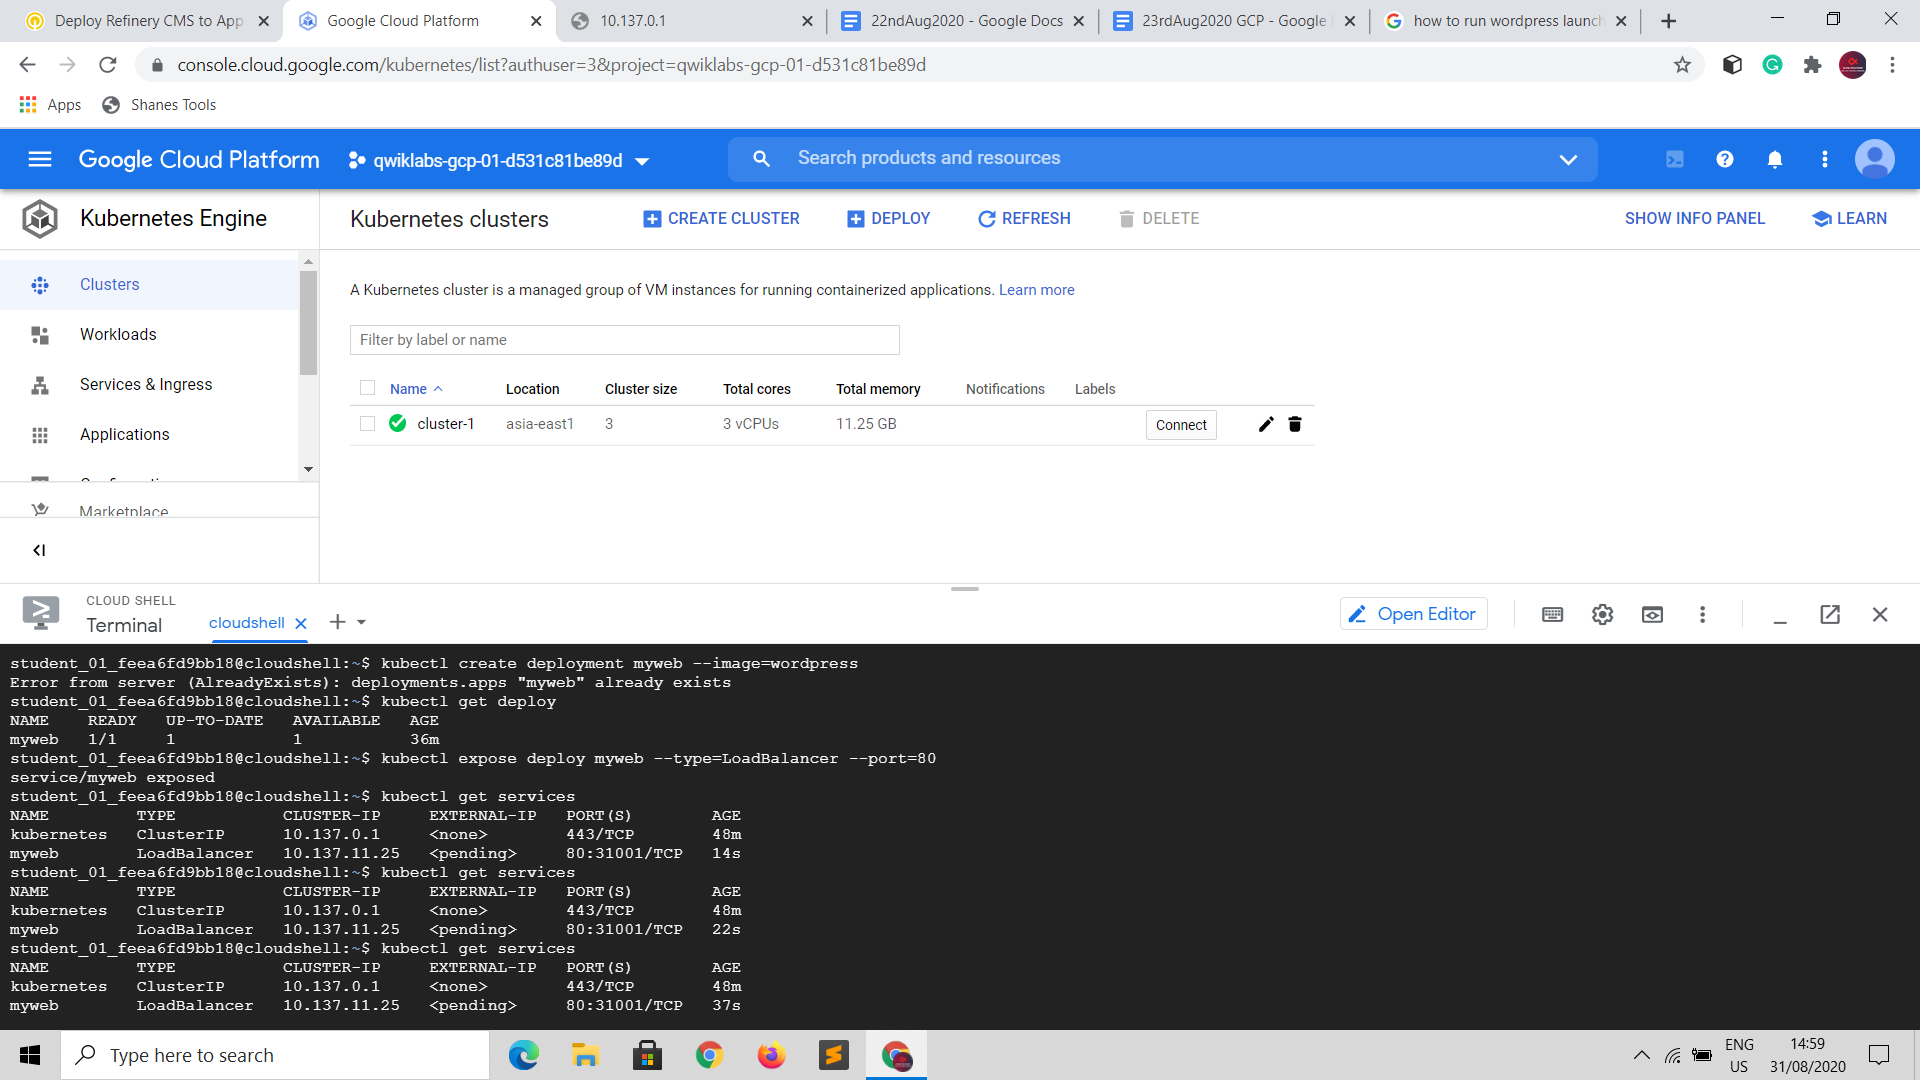 Deploy Refinery CMS to App
Google Cloud Platform
10.137.0.1
22ndAug2020 - Google Docs
23rdAug2020 GCP - Google
how to run wordpress launch
console.cloud.google.com/kubernetes/list?authuser=3&project=qwiklabs-gcp-01-d531c81be89d
Apps
Shanes Tools
Google Cloud Platform
qwiklabs-gcp-01-d531c81be89d
Search products and resources
Kubernetes Engine
Kubernetes clusters
CREATE CLUSTER
DEPLOY
REFRESH
DELETE
SHOW INFO PANEL
LEARN
Clusters
Workloads
Services & Ingress
Applications
Marketplace
A Kubernetes cluster is a managed group of VM instances for running containerized applications. Learn more
Filter by label or name
Name Location Cluster size Total cores Total memory Notifications Labels
cluster-1 asia-east1 3 3 vCPUs 11.25 GB Connect
CLOUD SHELL
Terminal
cloudshell
Open Editor
student_01_feea6fd9bb18@cloudshell:~$ kubectl create deployment myweb --image=wordpress
Error from server (AlreadyExists): deployments.apps "myweb" already exists
student_01_feea6fd9bb18@cloudshell:~$ kubectl get deploy
NAME READY UP-TO-DATE AVAILABLE AGE
myweb 1/1 1 1 36m
student_01_feea6fd9bb18@cloudshell:~$ kubectl expose deploy myweb --type=LoadBalancer --port=80
service/myweb exposed
student_01_feea6fd9bb18@cloudshell:~$ kubectl get services
NAME TYPE CLUSTER-IP EXTERNAL-IP PORT(S) AGE
kubernetes ClusterIP 10.137.0.1 <none> 443/TCP 48m
myweb LoadBalancer 10.137.11.25 <pending> 80:31001/TCP 14s
student_01_feea6fd9bb18@cloudshell:~$ kubectl get services
NAME TYPE CLUSTER-IP EXTERNAL-IP PORT(S) AGE
kubernetes ClusterIP 10.137.0.1 <none> 443/TCP 48m
myweb LoadBalancer 10.137.11.25 <pending> 80:31001/TCP 22s
student_01_feea6fd9bb18@cloudshell:~$ kubectl get services
NAME TYPE CLUSTER-IP EXTERNAL-IP PORT(S) AGE
kubernetes ClusterIP 10.137.0.1 <none> 443/TCP 48m
myweb LoadBalancer 10.137.11.25 <pending> 80:31001/TCP 37s
Type here to search
ENG
US
14:59
31/08/2020